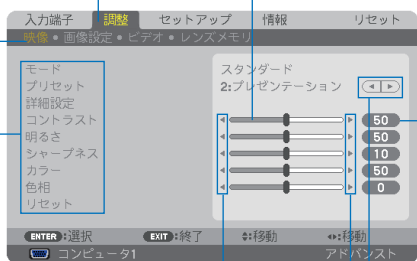 入力端子 調整 セットアップ 情報 リセット
映像 • 画像設定 • ビデオ • レンズメモリ
モード スタンダード
プリセット 2:プレゼンテーション
詳細設定
コントラスト 50
明るさ 50
シャープネス 10
カラー 50
色相 0
リセット
ENTER :選択 EXIT :終了 :移動 :移動
コンピュータ1 アドバンスト